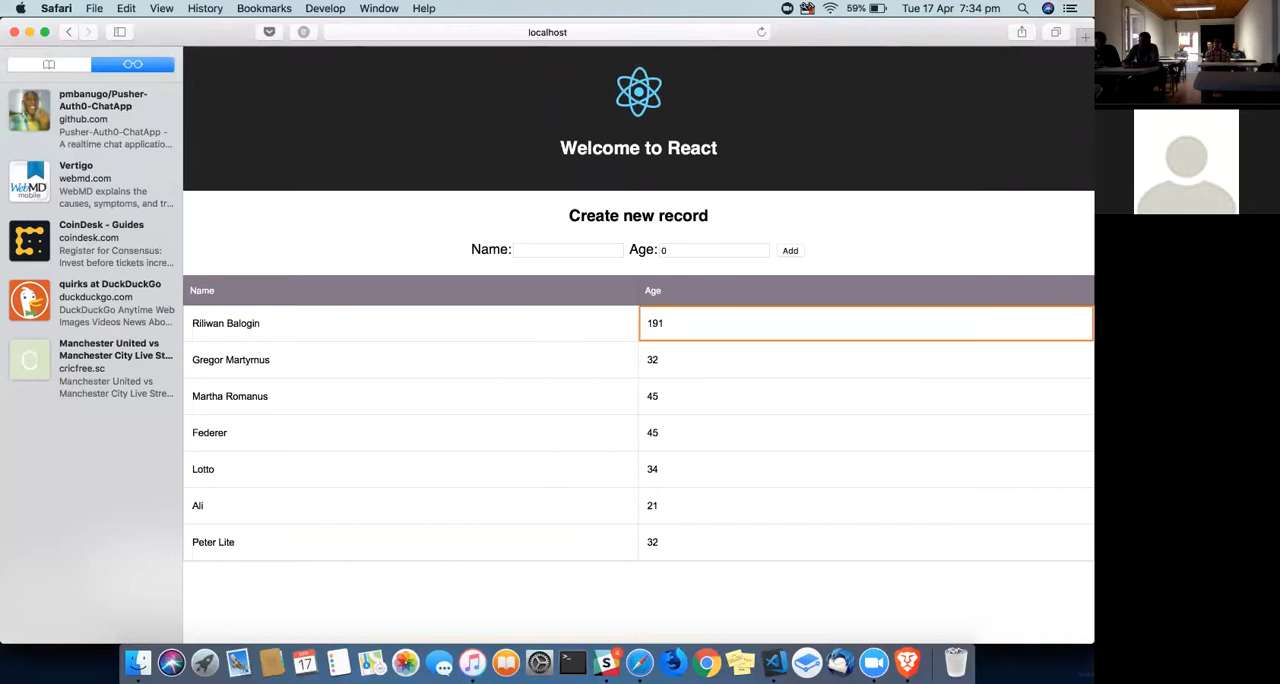 Safari File Edit View History Bookmarks Develop Window Help 59% Tue 17 Apr 7:34 pm
localhost
pmbanugo/Pusher-
Auth0-ChatApp
github.com
Pusher-Auth0-ChatApp -
A realtime chat applicatio...
Vertigo
webmd.com
WebMD explains the
causes, symptoms, and tr...
WebMD
mobile
CoinDesk - Guides
coindesk.com
Register for Consensus:
Invest before tickets incre...
quirks at DuckDuckGo
duckduckgo.com
DuckDuckGo Anytime Web
Images Videos News Abo...
Manchester United vs
Manchester City Live St...
cricfree.sc
Manchester United vs
Manchester City Live Stre...
C
Welcome to React
Create new record
Name: Age: 0 Add
Name Age
Riliwan Balogin 191
Gregor Martymus 32
Martha Romanus 45
Federer 45
Lotto 34
Ali 21
Peter Lite 32
17
4